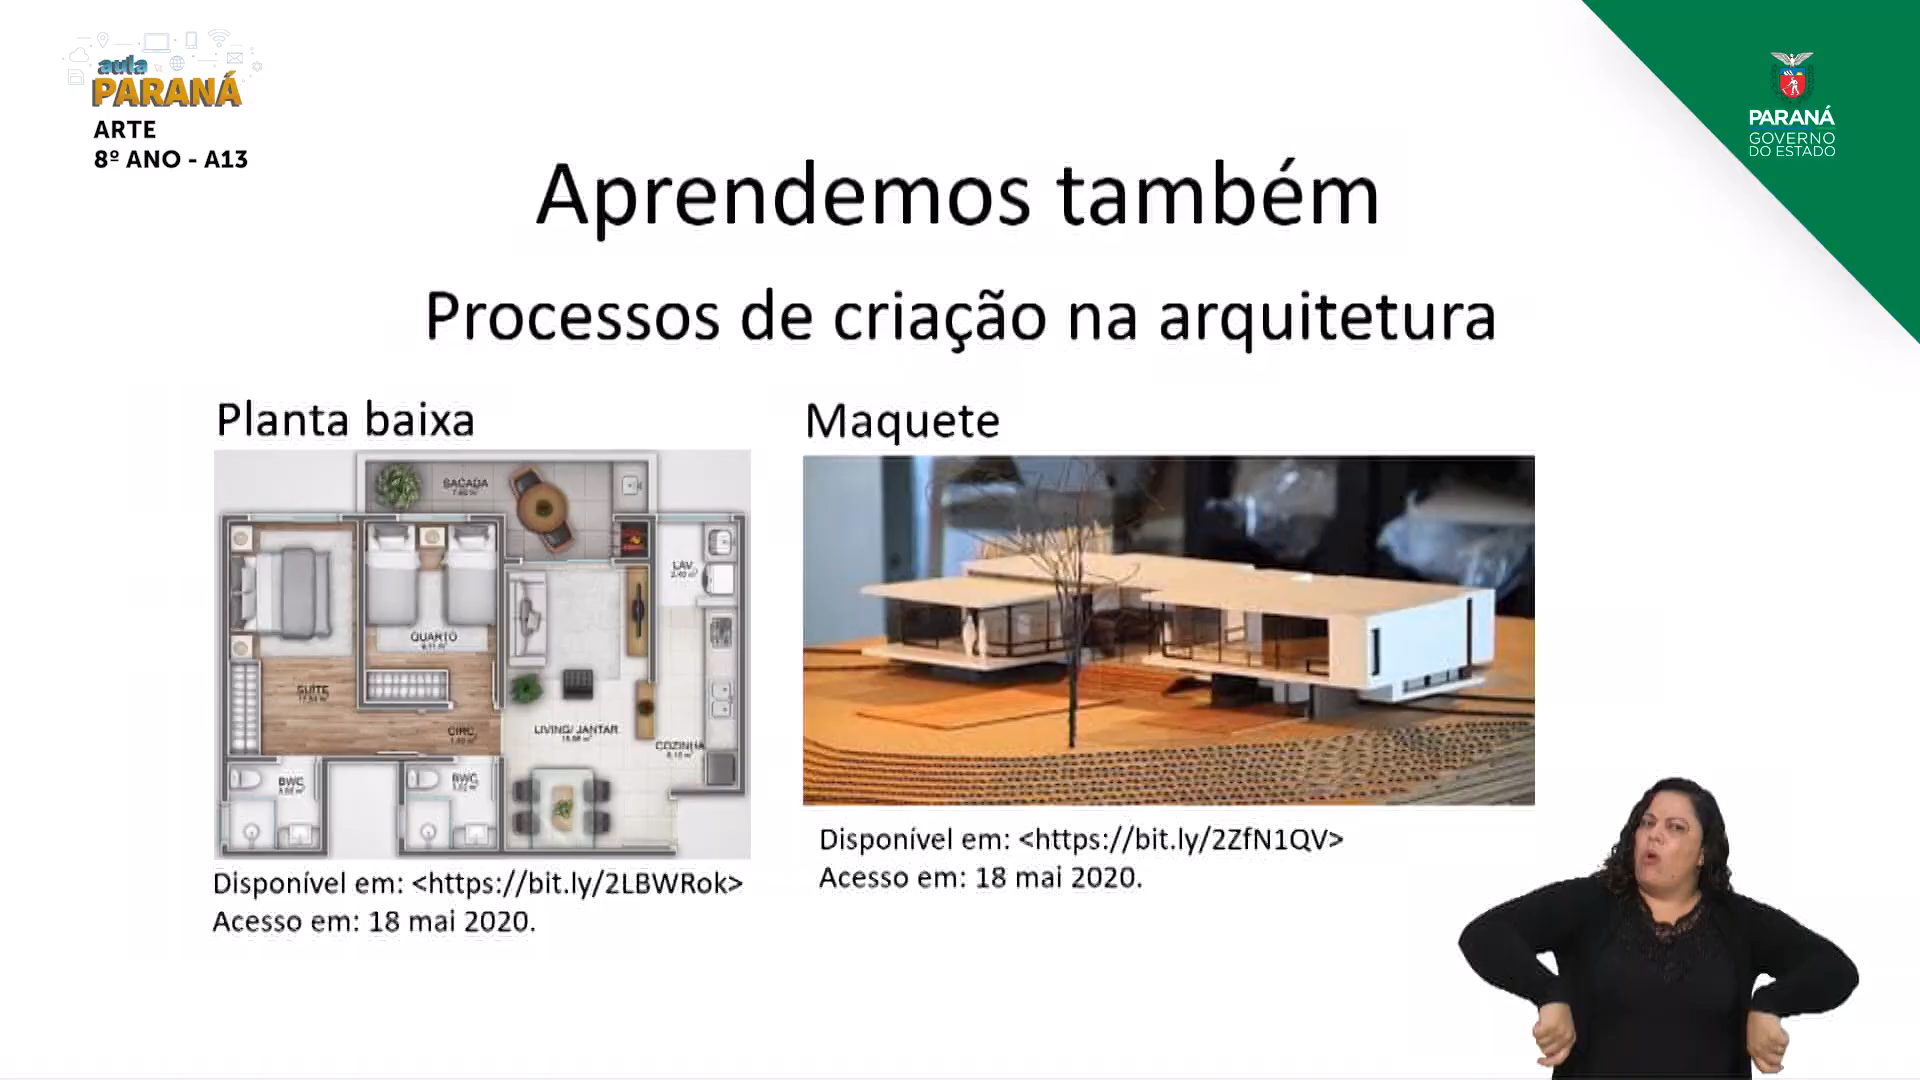 aula
PARANÁ
ARTE
8º ANO - A13
PARANÁ
GOVERNO
DO ESTADO
Aprendemos também
Processos de criação na arquitetura
Planta baixa
Maquete
SACADA
LAV
QUARTO
SUÍTE
CIRC.
LIVING/ JANTAR
COZINHA
BWC
BWC
Disponível em: <https://bit.ly/2ZfN1QV>
Acesso em: 18 mai 2020.
Disponível em: <https://bit.ly/2LBWRok>
Acesso em: 18 mai 2020.